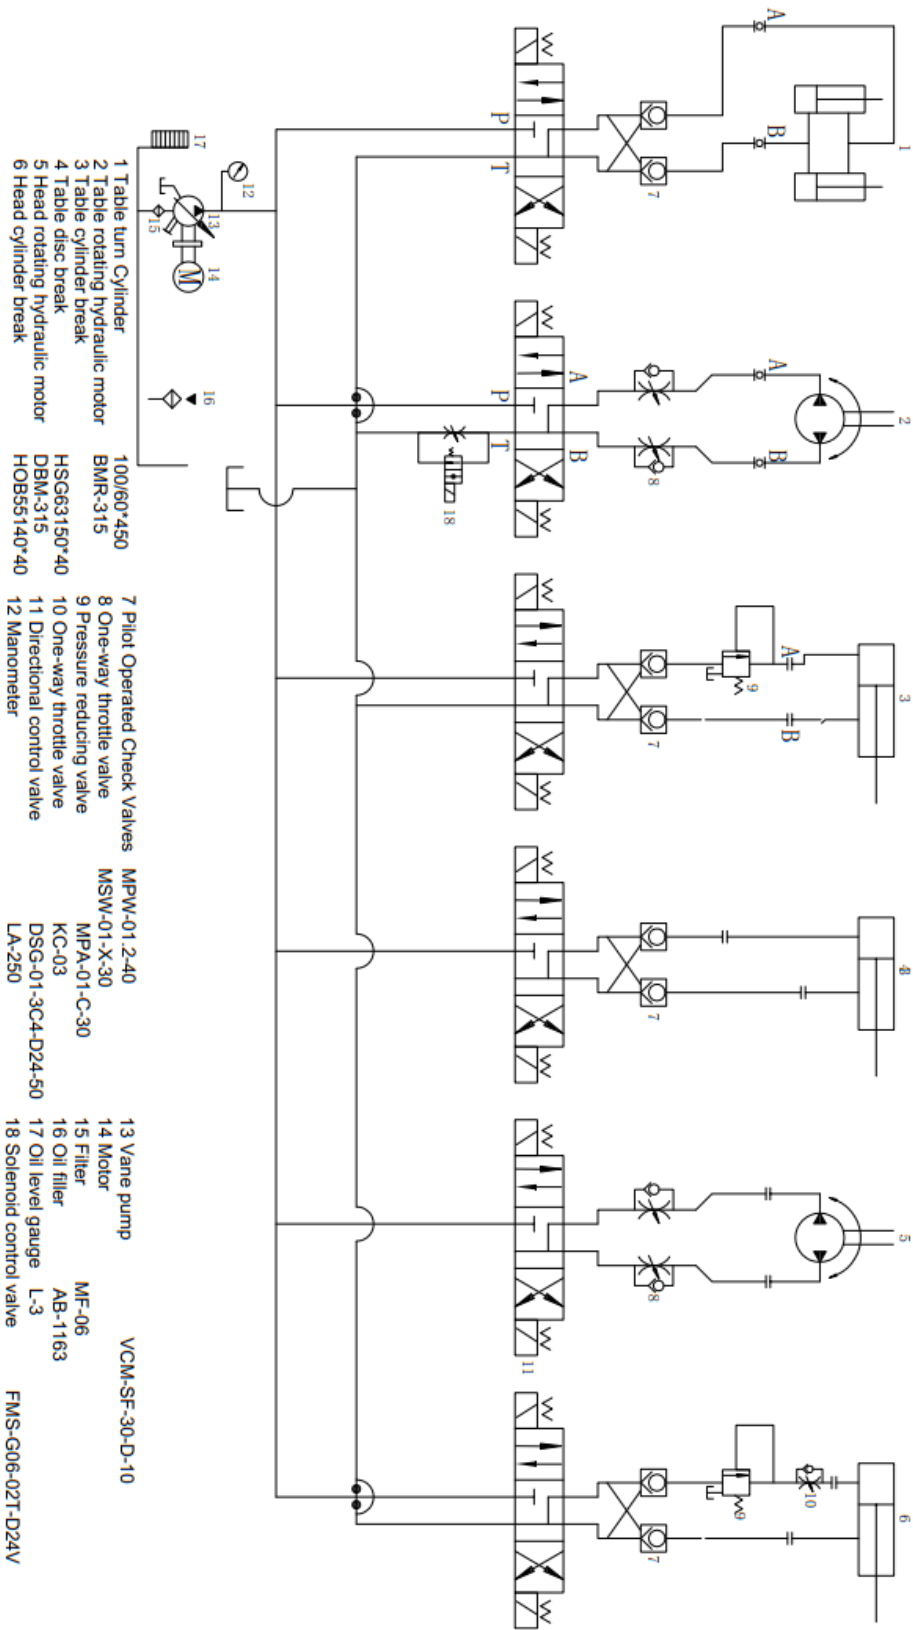 1
2
3
4
5
6
A
B
A
B
A
B
10
9
9
7
8
7
7
8
7
A
B
11
P
T
P
T
18
12
17
13
14
M
16
15
1 Table turn Cylinder 100/60*450
2 Table rotating hydraulic motor BMR-315
3 Table cylinder break
4 Table disc break HSG63150*40
5 Head rotating hydraulic motor DBM-315
6 Head cylinder break HOB55140*40
7 Pilot Operated Check Valves MPW-01.2-40
8 One-way throttle valve MSW-01-X-30
9 Pressure reducing valve MPA-01-C-30
10 One-way throttle valve KC-03
11 Directional control valve DSG-01-3C4-D24-50
12 Manometer LA-250
13 Vane pump VCM-SF-30-D-10
14 Motor
15 Filter MF-06
16 Oil filler AB-1163
17 Oil level gauge L-3
18 Solenoid control valve FMS-G06-02T-D24V